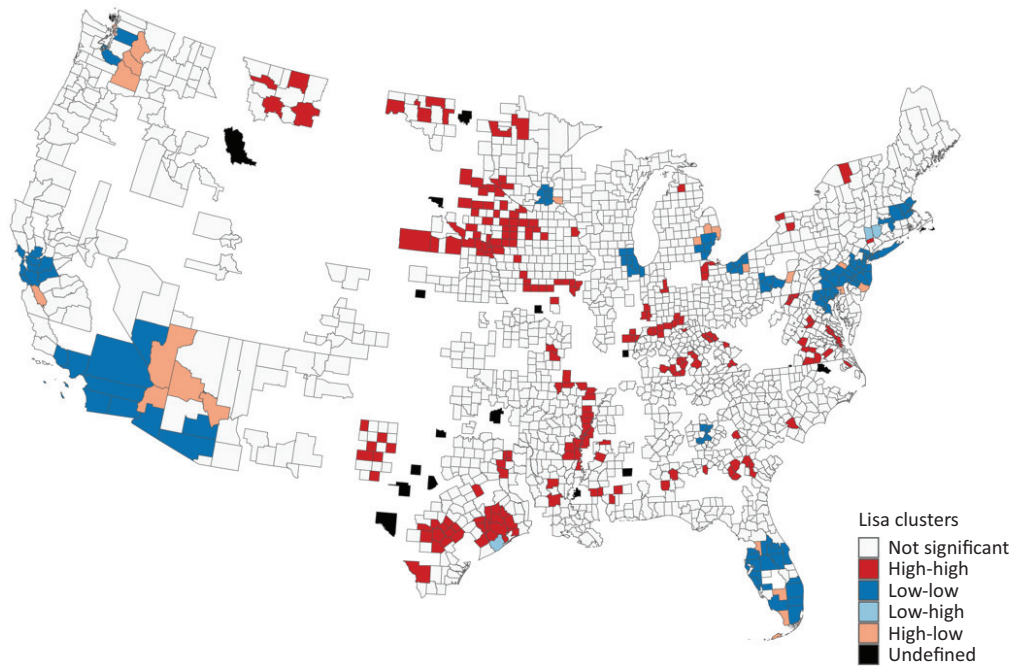 Lisa clusters
Not significant
High-high
Low-low
Low-high
High-low
Undefined